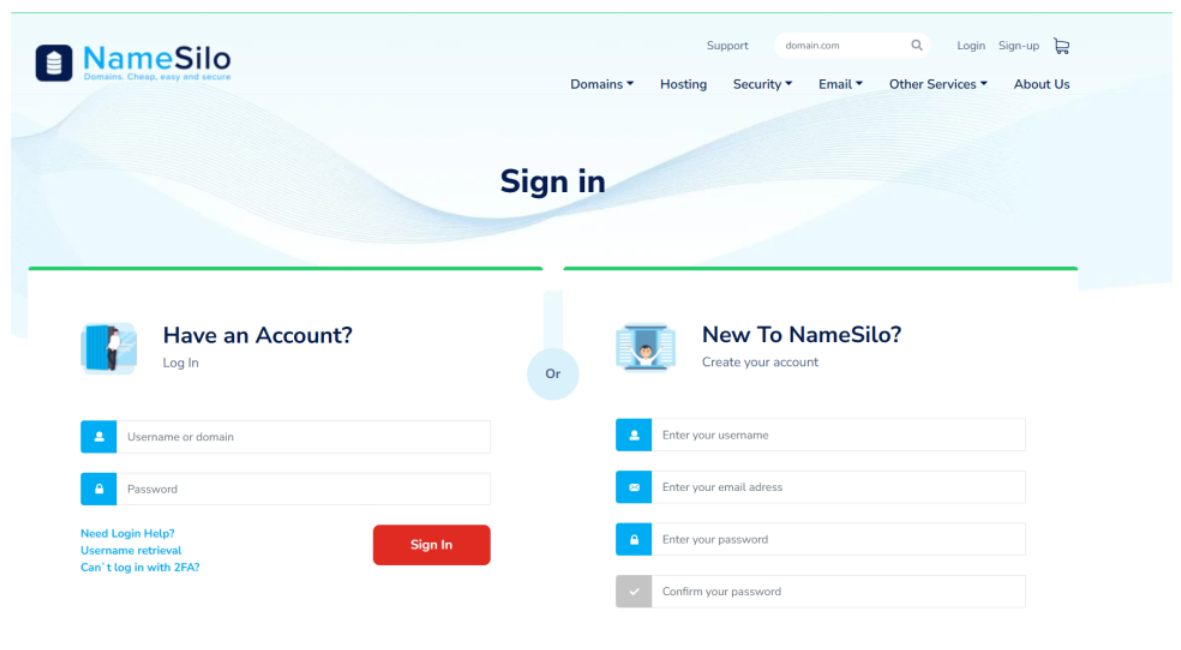 NameSilo
Domains. Cheap, easy and secure
Support domain.com Login Sign-up
Domains Hosting Security Email Other Services About Us
Sign in
Have an Account?
Log In
Username or domain
Password
Need Login Help?
Username retrieval
Can`t log in with 2FA?
Sign In
Or
New To NameSilo?
Create your account
Enter your username
Enter your email adress
Enter your password
Confirm your password